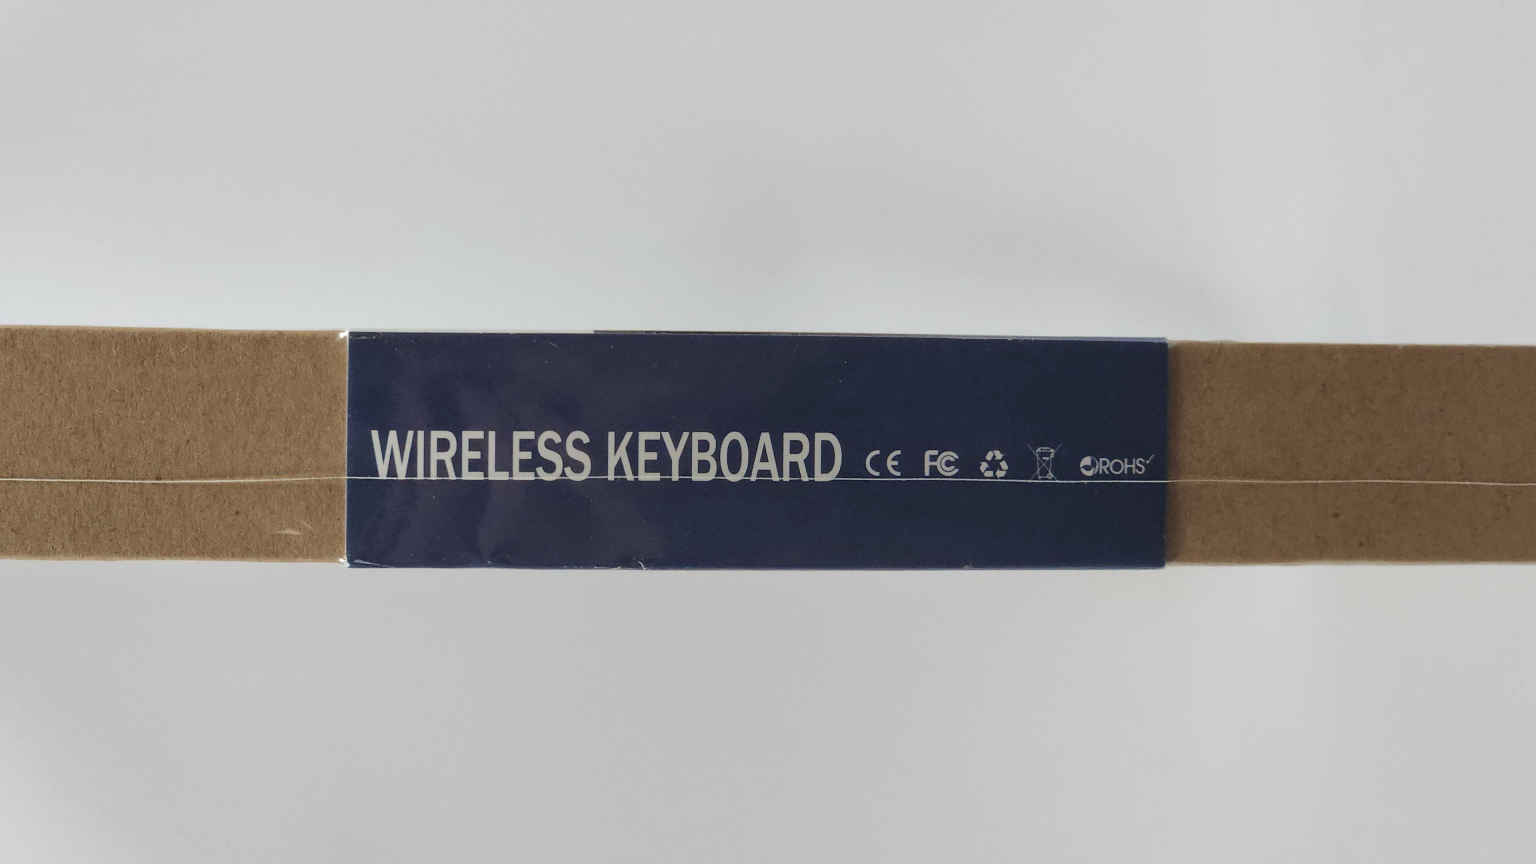 WIRELESS KEYBOARD CE FC ROHS